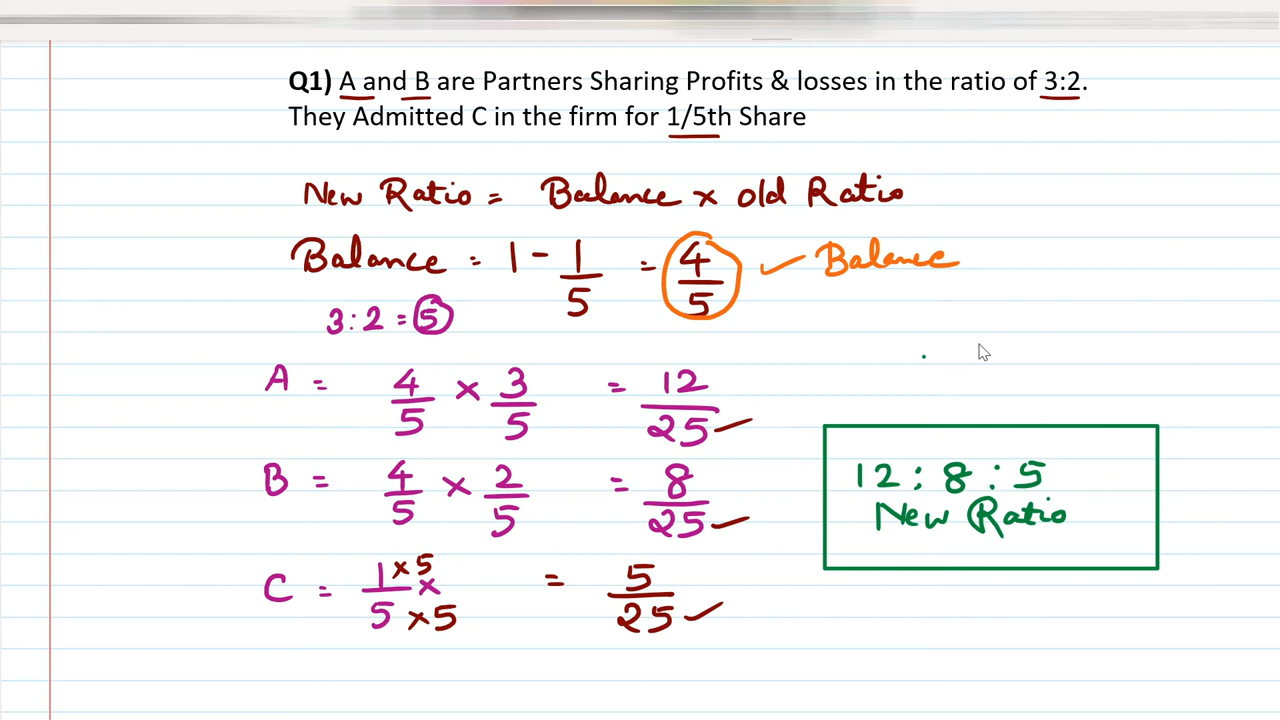 Q1) A and B are Partners Sharing Profits & losses in the ratio of 3:2.
They Admitted C in the firm for 1/5th Share
New Ratio = Balance × old Ratio
Balance = 1 - 1/5 = 4/5 ✓ Balance
3:2 = 5
A = 4/5 × 3/5 = 12/25
B = 4/5 × 2/5 = 8/25
C = 1×5/5×5 × = 5/25
12 : 8 : 5
New Ratio